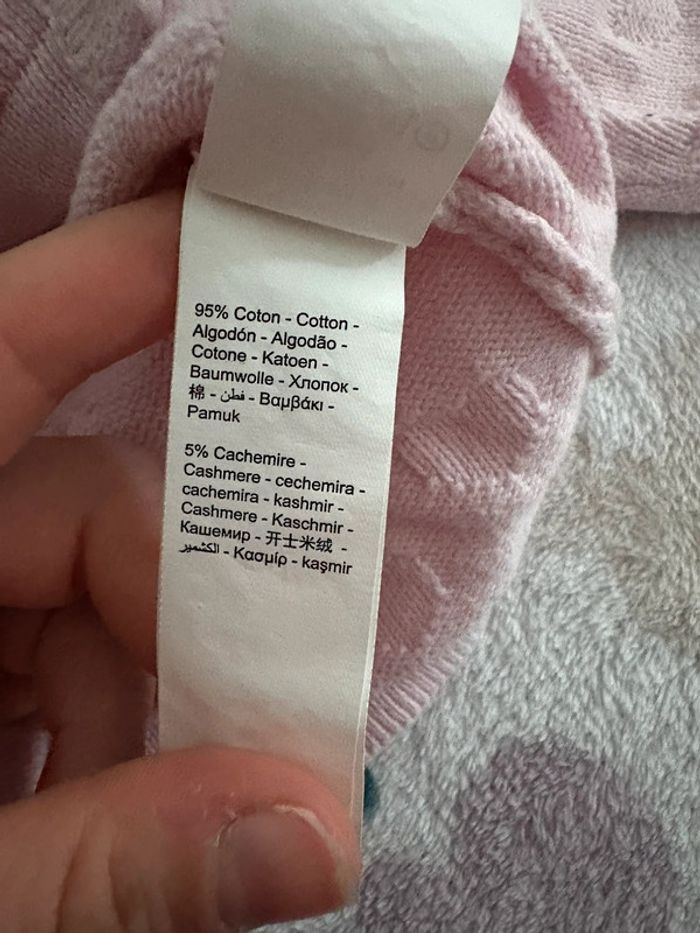 95% Coton - Cotton -
Algodón - Algodão -
Cotone - Katoen -
Baumwolle - Хлопок -
棉 - قطن - Βαμβάκι -
Pamuk
5% Cachemire -
Cashmere - cechemira -
cachemira - kashmir -
Cashmere - Kaschmir -
Кашемир - 开士米绒 -
الكشمير - Κασμίρ - kaşmir